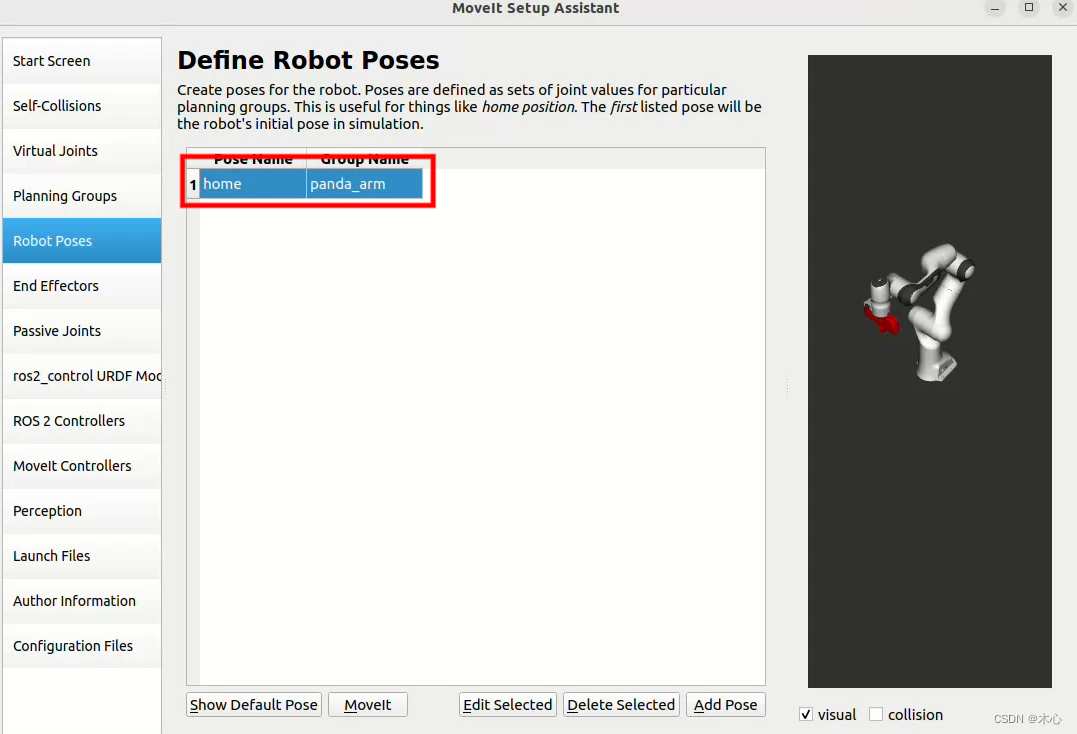 MoveIt Setup Assistant
Start Screen
Self-Collisions
Virtual Joints
Planning Groups
Robot Poses
End Effectors
Passive Joints
ros2_control URDF Mod
ROS 2 Controllers
MoveIt Controllers
Perception
Launch Files
Author Information
Configuration Files
Define Robot Poses
Create poses for the robot. Poses are defined as sets of joint values for particular
planning groups. This is useful for things like home position. The first listed pose will be
the robot's initial pose in simulation.
Pose Name Group Name
1 home panda_arm
Show Default Pose MoveIt Edit Selected Delete Selected Add Pose
visual collision
CSDN @木心